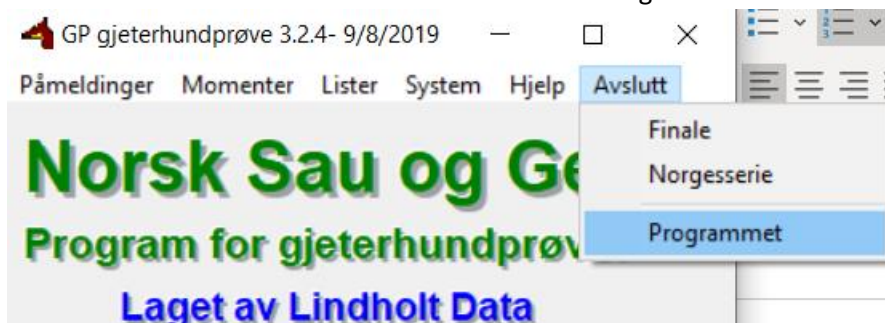 GP gjeterhundprøve 3.2.4- 9/8/2019
Påmeldinger Momenter Lister System Hjelp Avslutt
Finale
Norsk Sau og
Norgesserie
Program for gjeterhundprøv
Programmet
Laget av Lindholt Data